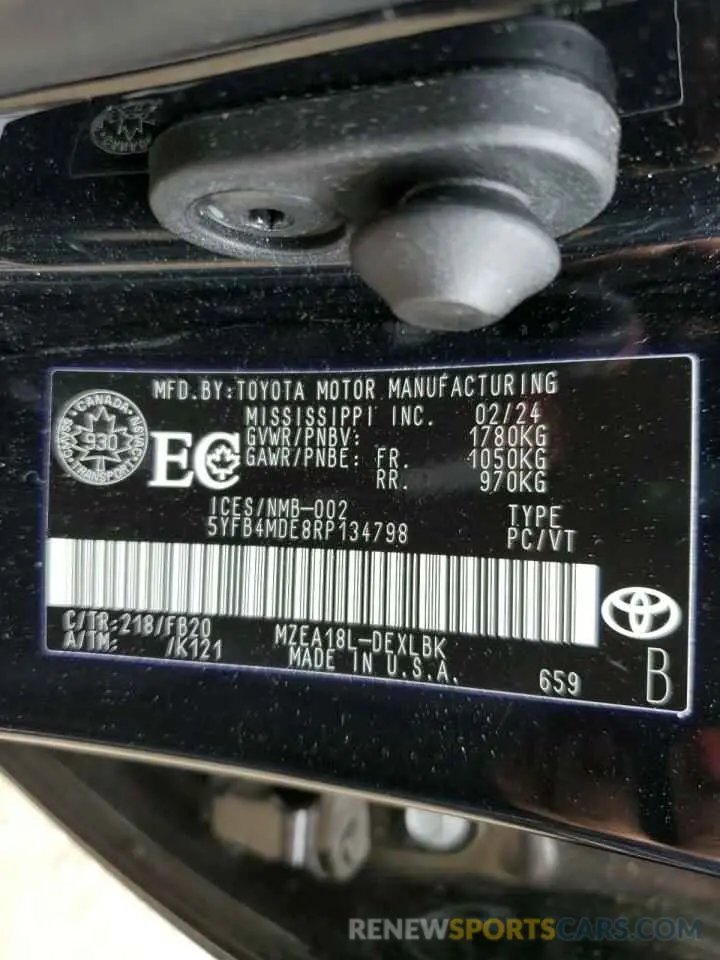 MFD.BY:TOYOTA MOTOR MANUFACTURING
MISSISSIPPI INC. 02/24
GVWR/PNBV: 1780KG
GAWR/PNBE: FR. 1050KG
RR. 970KG
CANADA
930
TRANSPORT
EC
ICES/NMB-002
5YFB4MDE8RP134798
TYPE
PC/VT
C/TR:218/FB20
A/TM: /K121
MZEA18L-DEXLBK
MADE IN U.S.A.
659
B
RENEWSPORTSCARS.COM